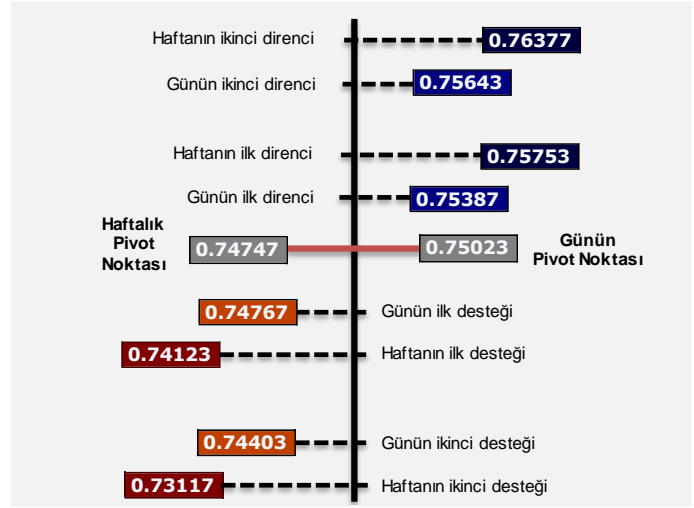 Haftanın ikinci direnci
0.76377
Günün ikinci direnci
0.75643
Haftanın ilk direnci
0.75753
Günün ilk direnci
0.75387
Haftalık
Pivot
Noktası
0.74747
0.75023
Günün
Pivot Noktası
0.74767
Günün ilk desteği
0.74123
Haftanın ilk desteği
0.74403
Günün ikinci desteği
0.73117
Haftanın ikinci desteği